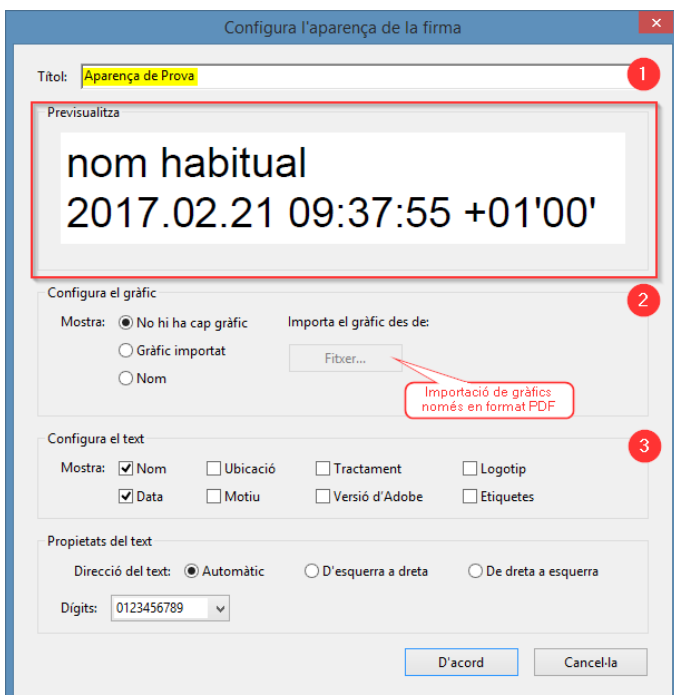 Configura l'aparença de la firma
Títol: Aparença de Prova
1
Previsualitza
nom habitual
2017.02.21 09:37:55 +01'00'
Configura el gràfic
2
Mostra: No hi ha cap gràfic Importa el gràfic des de:
Gràfic importat Fitxer...
Nom
Importació de gràfics
només en format PDF
Configura el text
3
Mostra: Nom Ubicació Tractament Logotip
Data Motiu Versió d'Adobe Etiquetes
Propietats del text
Direcció del text: Automàtic D'esquerra a dreta De dreta a esquerra
Dígits: 0123456789
D'acord Cancel·la